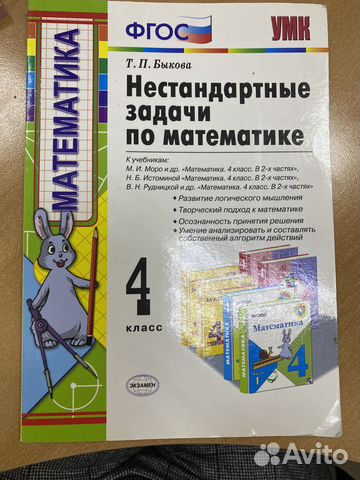 ФГОС
УМК
МАТЕМАТИКА
Т. П. Быкова
Нестандартные
задачи
по математике
К учебникам:
М. И. Моро и др. «Математика. 4 класс. В 2-х частях»,
Н. Б. Истоминой «Математика. 4 класс. В 2-х частях»,
В. Н. Рудницкой и др. «Математика. 4 класс. В 2-х частях»
• Развитие логического мышления
• Творческий подход к математике
• Осознанность принятия решения
• Умение анализировать и составлять
собственный алгоритм действий
4
класс
Математика
4
1
ЭКЗАМЕН
Avito